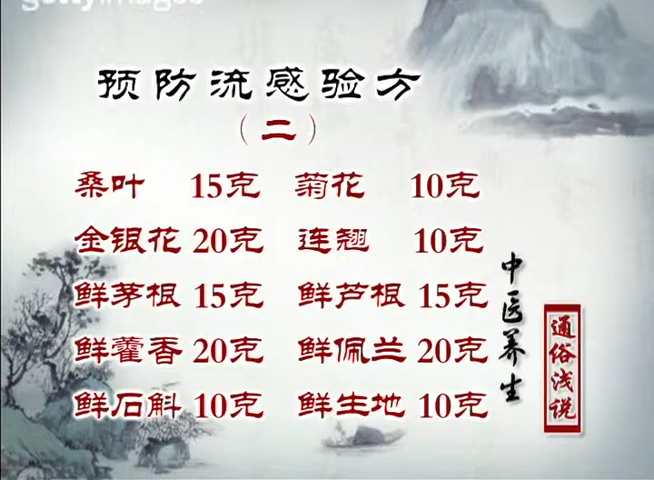 gettyimages
预防流感验方
（二）
桑叶 15克 菊花 10克
金银花 20克 连翘 10克
鲜茅根 15克 鲜芦根 15克
鲜藿香 20克 鲜佩兰 20克
鲜石斛 10克 鲜生地 10克
中医养生
通俗浅说